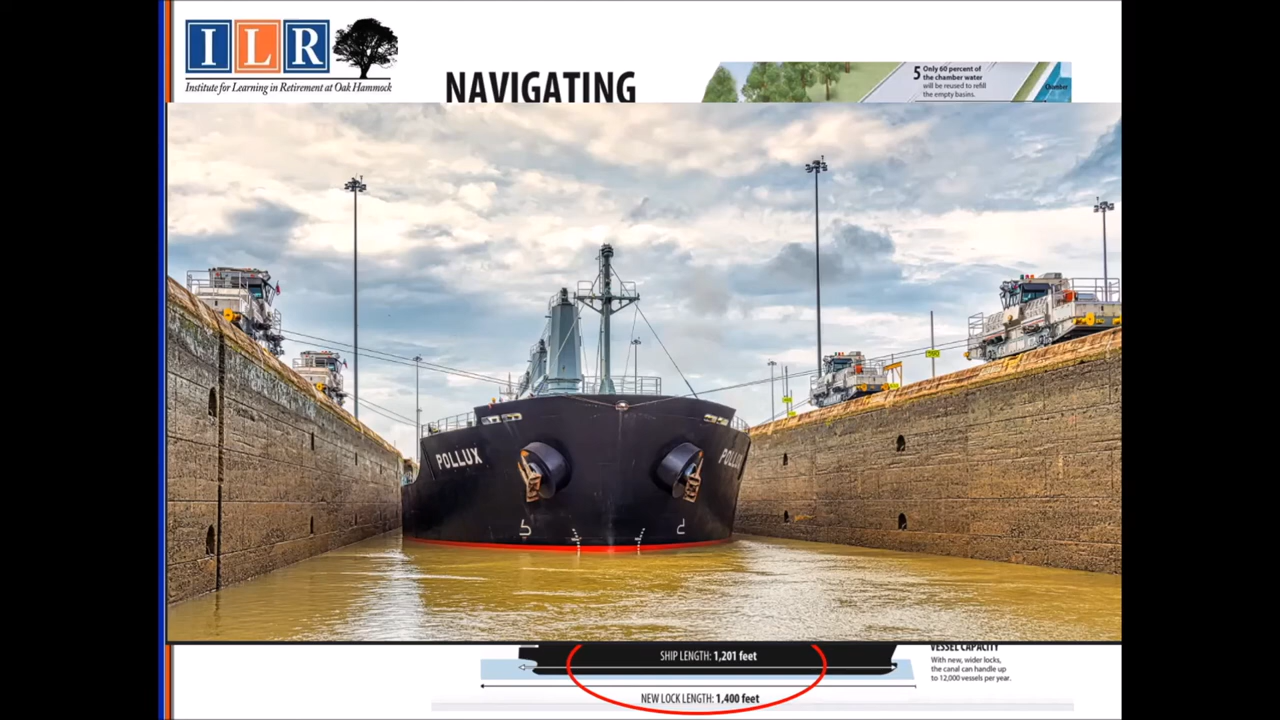 ILR
Institute for Learning in Retirement at Oak Hammock
NAVIGATING
5 Only 60 percent of
the chamber water
will be reused to refill
the empty basins.
Chamber
POLLUX
POLLUX
SHIP LENGTH: 1,201 feet
NEW LOCK LENGTH: 1,400 feet
VESSEL CAPACITY
With new, wider locks,
the canal can handle up
to 12,000 vessels per year.